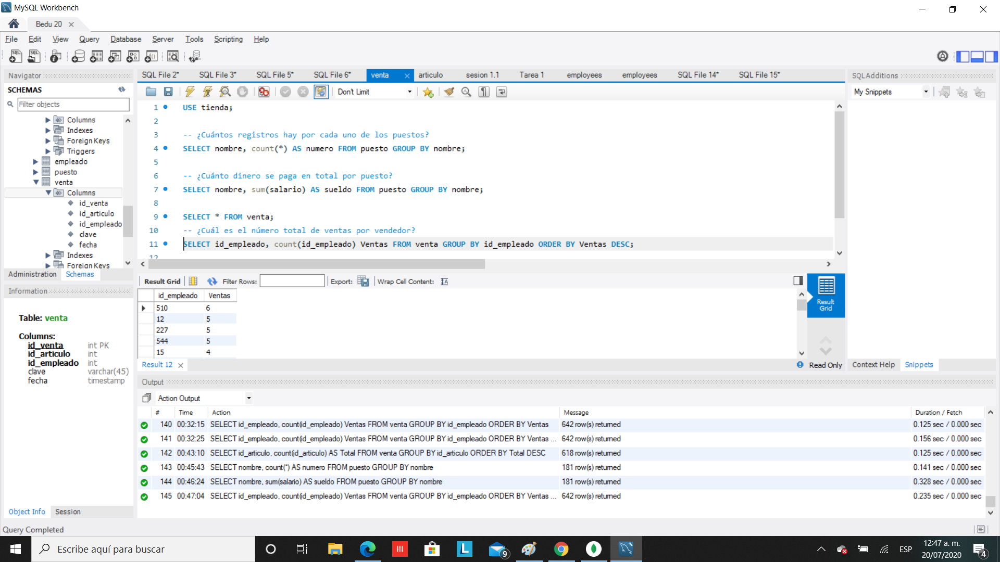 MySQL Workbench
Bedu 20
File Edit View Query Database Server Tools Scripting Help
Navigator
SCHEMAS
Filter objects
Columns
Indexes
Foreign Keys
Triggers
empleado
puesto
venta
Columns
id_venta
id_articulo
id_empleado
clave
fecha
Indexes
Foreign Keys
Administration Schemas
Information
Table: venta
Columns:
id_venta int PK
id_articulo int
id_empleado int
clave varchar(45)
fecha timestamp
Object Info Session
SQL File 2* SQL File 3* SQL File 5* SQL File 6* venta articulo sesion 1.1 Tarea 1 employees employees SQL File 14* SQL File 15*
Don't Limit
1 USE tienda;
2
3 -- ¿Cuántos registros hay por cada uno de los puestos?
4 SELECT nombre, count(*) AS numero FROM puesto GROUP BY nombre;
5
6 -- ¿Cuánto dinero se paga en total por puesto?
7 SELECT nombre, sum(salario) AS sueldo FROM puesto GROUP BY nombre;
8
9 SELECT * FROM venta;
10 -- ¿Cuál es el número total de ventas por vendedor?
11 SELECT id_empleado, count(id_empleado) Ventas FROM venta GROUP BY id_empleado ORDER BY Ventas DESC;
12
Result Grid Filter Rows: Export: Wrap Cell Content:
id_empleado Ventas
510 6
12 5
227 5
544 5
15 4
Result Grid
Result 12
Read Only
SQLAdditions
My Snippets
Context Help Snippets
Output
Action Output
# Time Action Message Duration / Fetch
140 00:32:15 SELECT id_empleado, count(id_empleado) Ventas FROM venta GROUP BY id_empleado ORDER BY Ventas 642 row(s) returned 0.125 sec / 0.000 sec
141 00:32:25 SELECT id_empleado, count(id_empleado) Ventas FROM venta GROUP BY id_empleado ORDER BY Ventas ... 642 row(s) returned 0.156 sec / 0.000 sec
142 00:43:10 SELECT id_articulo, count(id_articulo) AS Total FROM venta GROUP BY id_articulo ORDER BY Total DESC 618 row(s) returned 0.125 sec / 0.000 sec
143 00:45:43 SELECT nombre, count(*) AS numero FROM puesto GROUP BY nombre 181 row(s) returned 0.141 sec / 0.000 sec
144 00:46:24 SELECT nombre, sum(salario) AS sueldo FROM puesto GROUP BY nombre 181 row(s) returned 0.328 sec / 0.000 sec
145 00:47:04 SELECT id_empleado, count(id_empleado) Ventas FROM venta GROUP BY id_empleado ORDER BY Ventas ... 642 row(s) returned 0.235 sec / 0.000 sec
Query Completed
Escribe aquí para buscar
L
9
ESP
12:47 a. m.
20/07/2020
4